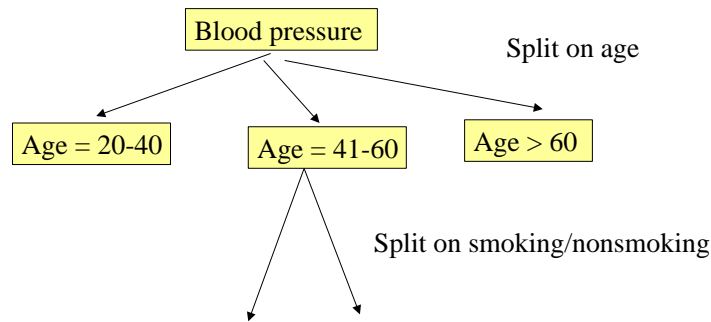 Blood pressure
Split on age
Age = 20-40
Age = 41-60
Age > 60
Split on smoking/nonsmoking